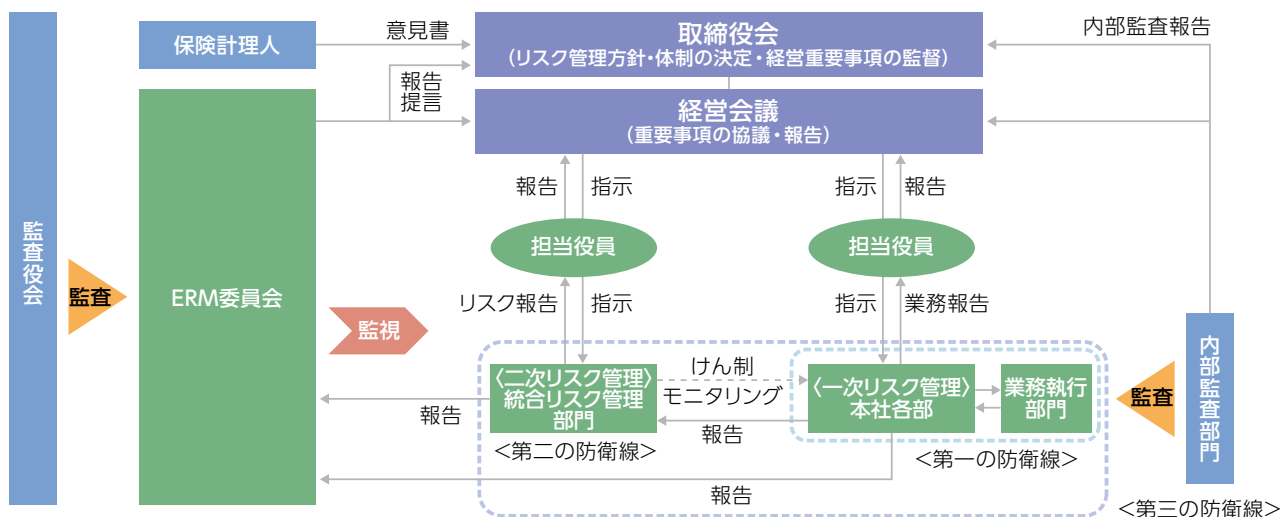 保険計理人
意見書
取締役会
（リスク管理方針・体制の決定・経営重要事項の監督）
内部監査報告
報告
提言
経営会議
（重要事項の協議・報告）
報告
指示
指示
報告
監査役会
監査
ERM委員会
担当役員
担当役員
リスク報告
指示
指示
業務報告
監視
〈二次リスク管理〉
統合リスク管理
部門
けん制
モニタリング
〈一次リスク管理〉
本社各部
業務執行
部門
監査
内部監査部門
報告
報告
＜第二の防衛線＞
＜第一の防衛線＞
報告
＜第三の防衛線＞